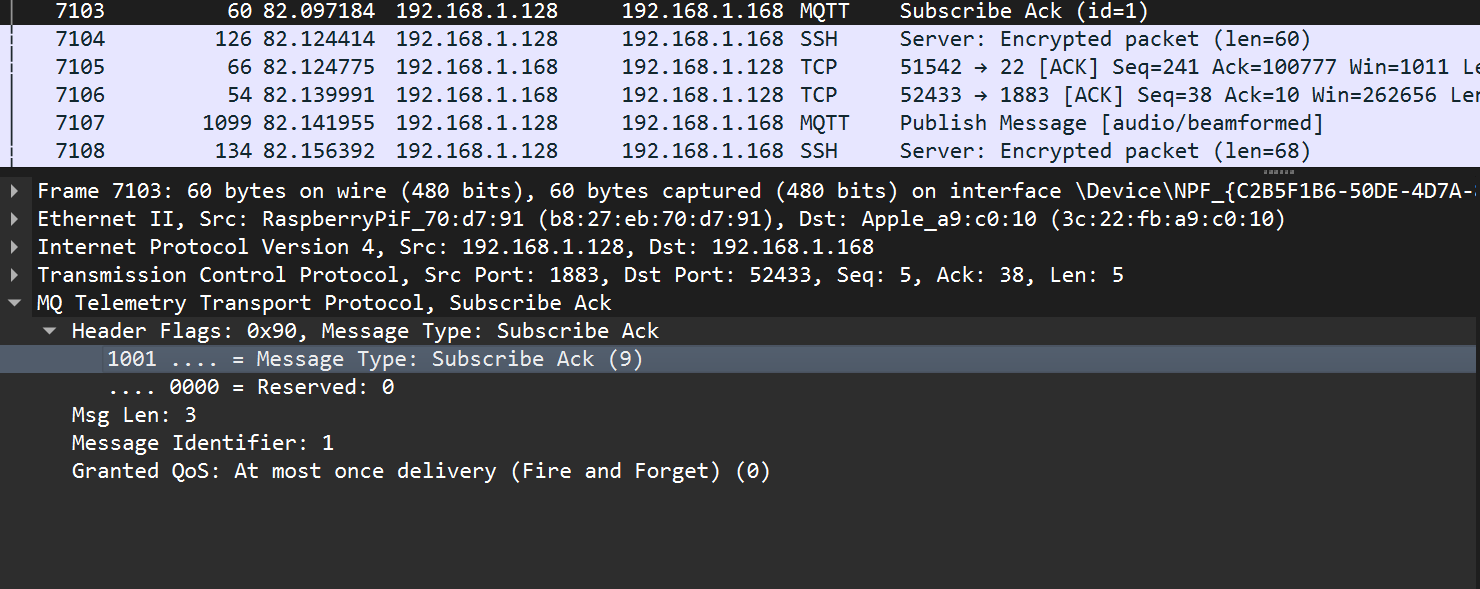 7103 60 82.097184 192.168.1.128 192.168.1.168 MQTT Subscribe Ack (id=1)
7104 126 82.124414 192.168.1.128 192.168.1.168 SSH Server: Encrypted packet (len=60)
7105 66 82.124775 192.168.1.168 192.168.1.128 TCP 51542 → 22 [ACK] Seq=241 Ack=100777 Win=1011 Le
7106 54 82.139991 192.168.1.168 192.168.1.128 TCP 52433 → 1883 [ACK] Seq=38 Ack=10 Win=262656 Len
7107 1099 82.141955 192.168.1.128 192.168.1.168 MQTT Publish Message [audio/beamformed]
7108 134 82.156392 192.168.1.128 192.168.1.168 SSH Server: Encrypted packet (len=68)
Frame 7103: 60 bytes on wire (480 bits), 60 bytes captured (480 bits) on interface \Device\NPF_{C2B5F1B6-50DE-4D7A-
Ethernet II, Src: RaspberryPiF_70:d7:91 (b8:27:eb:70:d7:91), Dst: Apple_a9:c0:10 (3c:22:fb:a9:c0:10)
Internet Protocol Version 4, Src: 192.168.1.128, Dst: 192.168.1.168
Transmission Control Protocol, Src Port: 1883, Dst Port: 52433, Seq: 5, Ack: 38, Len: 5
MQ Telemetry Transport Protocol, Subscribe Ack
Header Flags: 0x90, Message Type: Subscribe Ack
1001 .... = Message Type: Subscribe Ack (9)
.... 0000 = Reserved: 0
Msg Len: 3
Message Identifier: 1
Granted QoS: At most once delivery (Fire and Forget) (0)